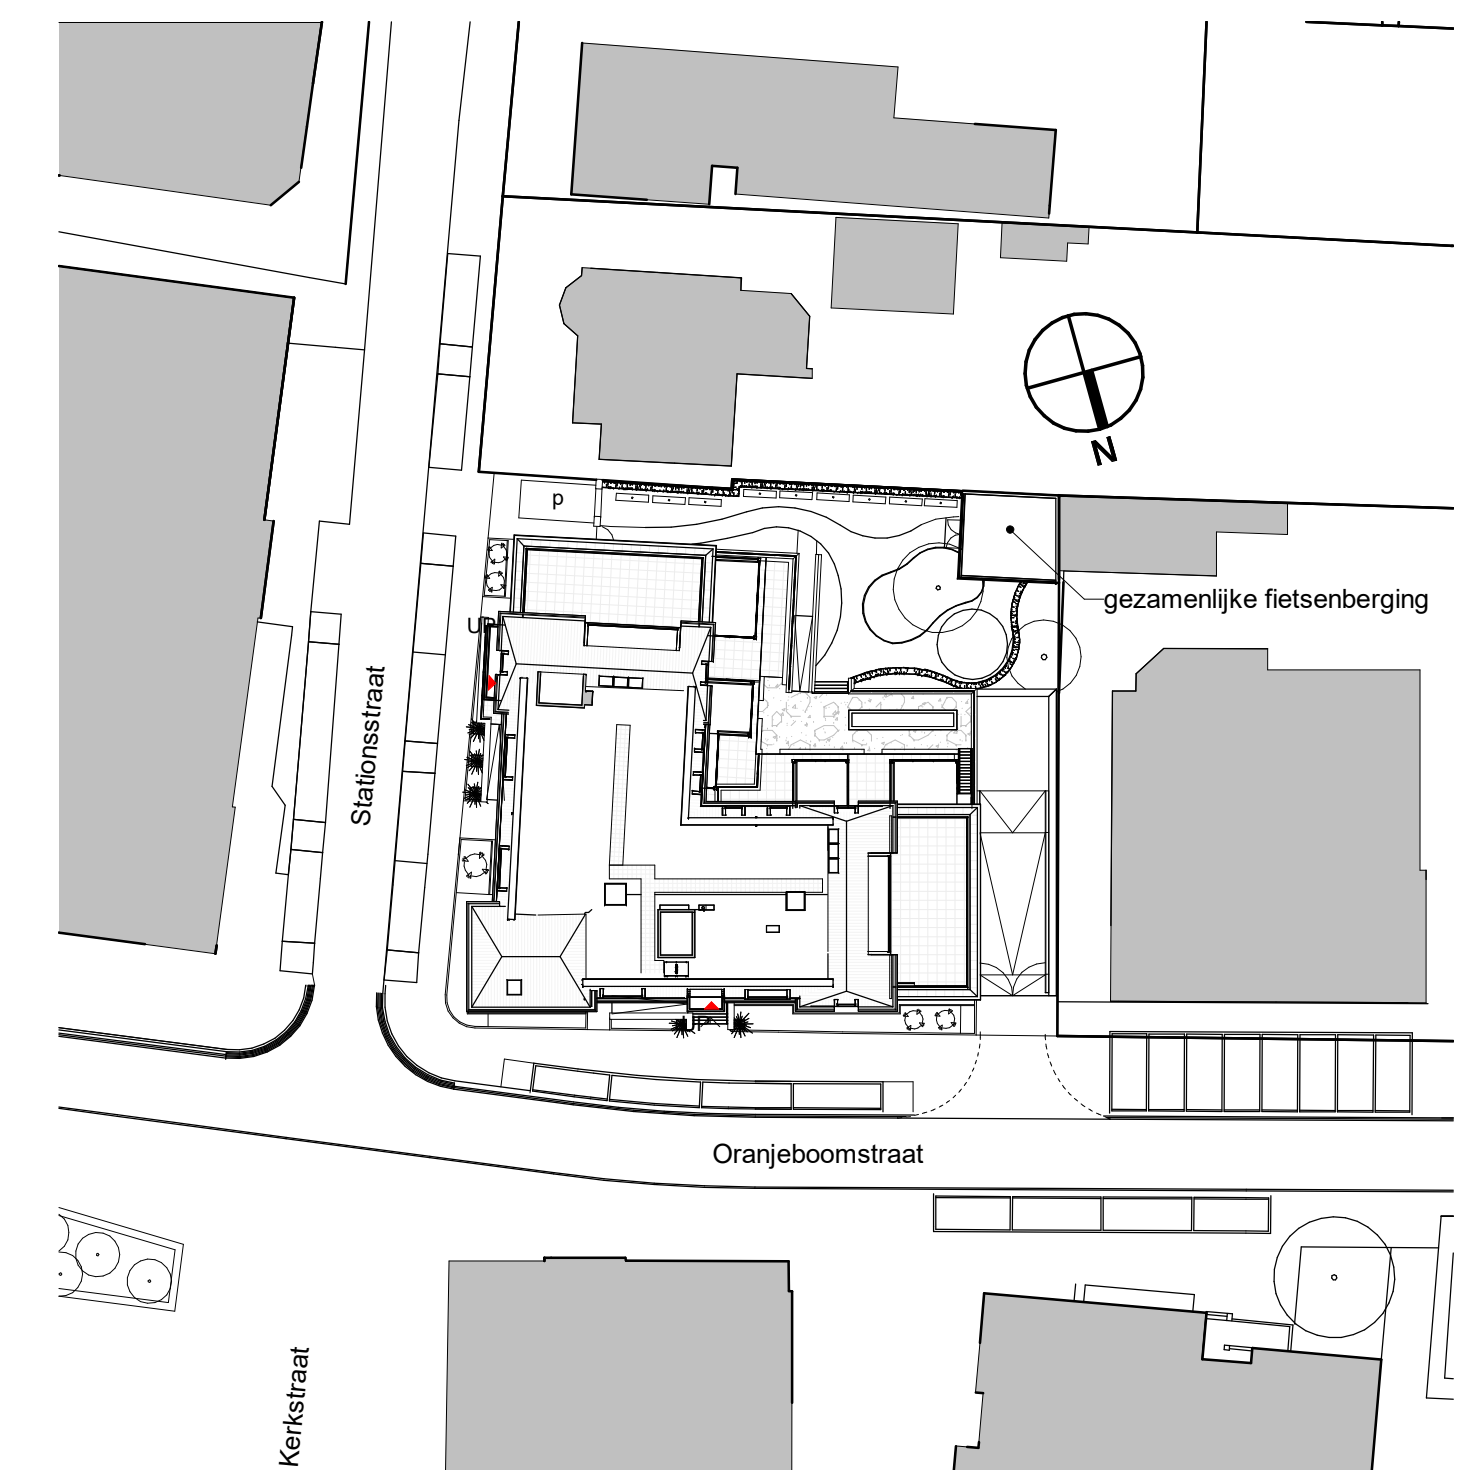 N
p
gezamenlijke fietsenberging
Stationsstraat
Oranjeboomstraat
Kerkstraat